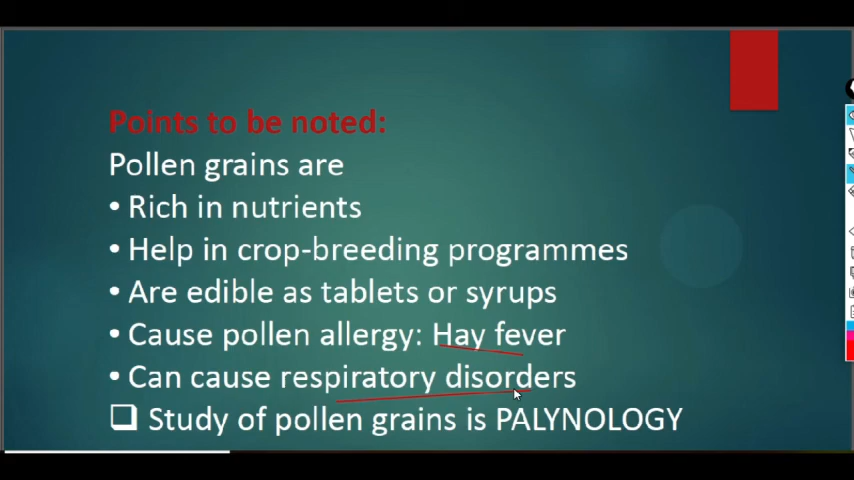 Points to be noted:
Pollen grains are
• Rich in nutrients
• Help in crop-breeding programmes
• Are edible as tablets or syrups
• Cause pollen allergy: Hay fever
• Can cause respiratory disorders
❑ Study of pollen grains is PALYNOLOGY